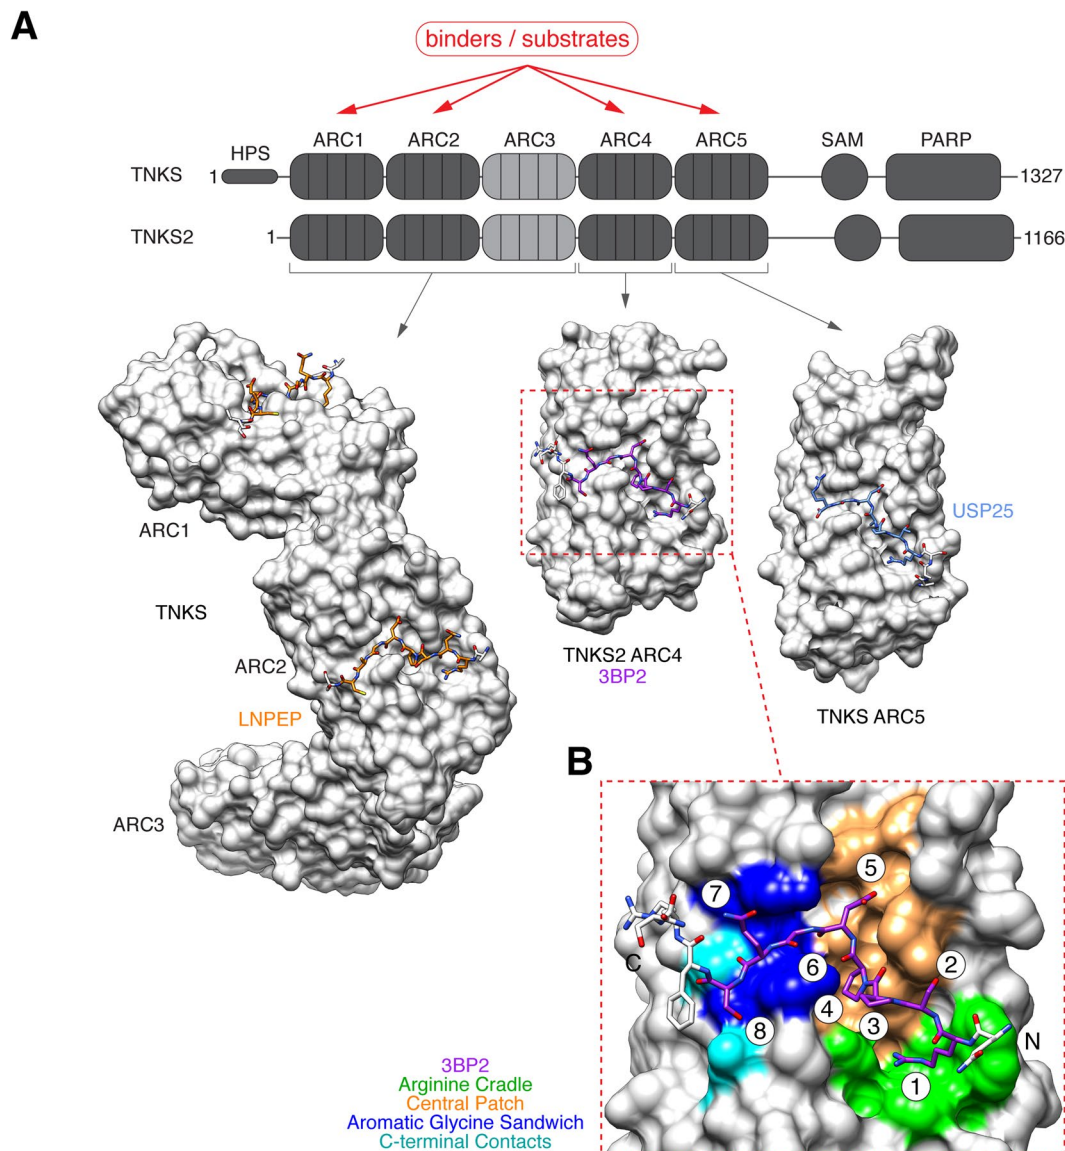 A
binders / substrates
HPS ARC1 ARC2 ARC3 ARC4 ARC5 SAM PARP
TNKS 1 1327
TNKS2 1 1166
ARC1
TNKS
ARC2
LNPEP
ARC3
TNKS2 ARC4
3BP2
USP25
TNKS ARC5
B
5
7
2
C
6
4
3
8
N
1
3BP2
Arginine Cradle
Central Patch
Aromatic Glycine Sandwich
C-terminal Contacts